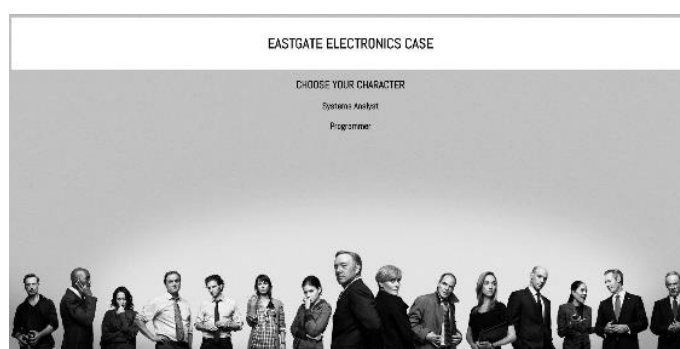 EASTGATE ELECTRONICS CASE
CHOOSE YOUR CHARACTER
Systems Analyst
Programmer